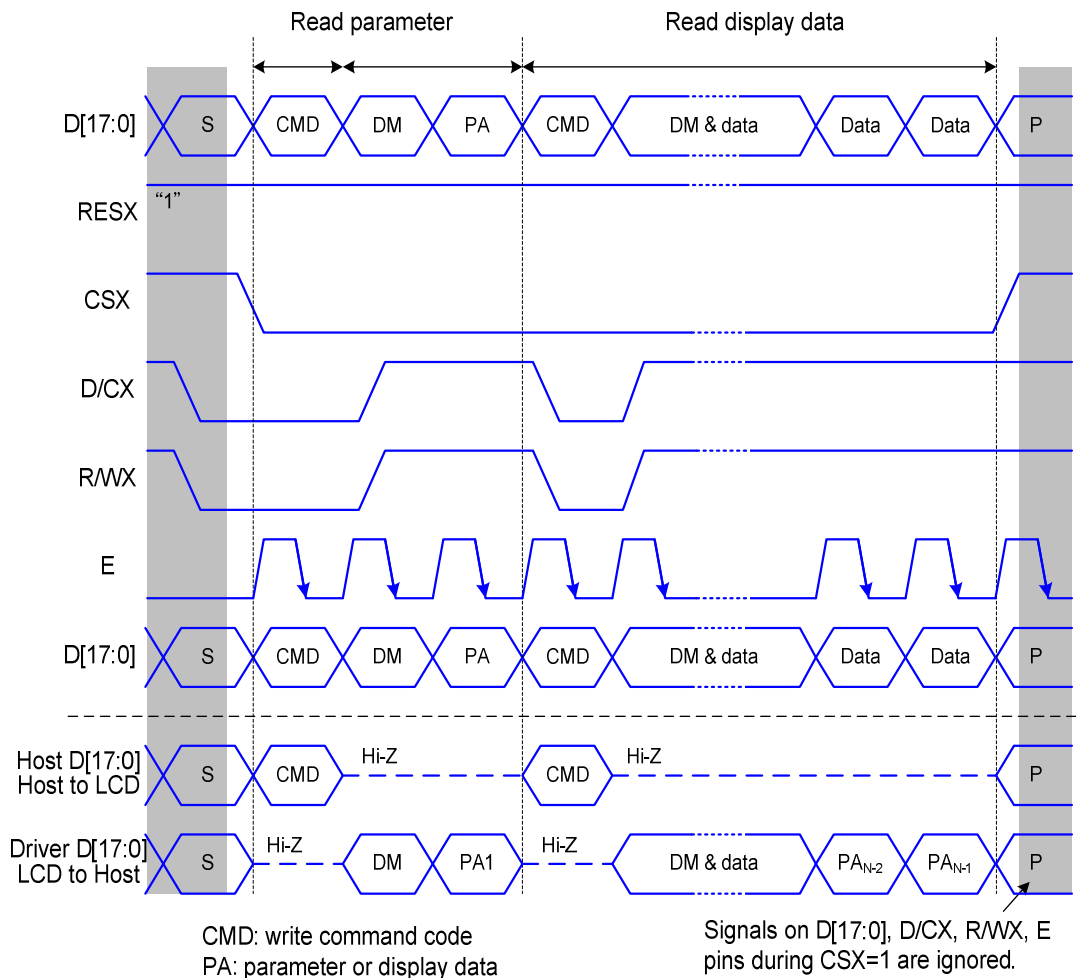 Read parameter Read display data
D[17:0] S CMD DM PA CMD DM & data Data Data P
RESX “1”
CSX
D/CX
R/WX
E
D[17:0] S CMD DM PA CMD DM & data Data Data P
Host D[17:0]
Host to LCD S CMD Hi-Z CMD Hi-Z P
Driver D[17:0]
LCD to Host S Hi-Z DM PA1 Hi-Z DM & data PAN-2 PAN-1 P
CMD: write command code
PA: parameter or display data
Signals on D[17:0], D/CX, R/WX, E
pins during CSX=1 are ignored.